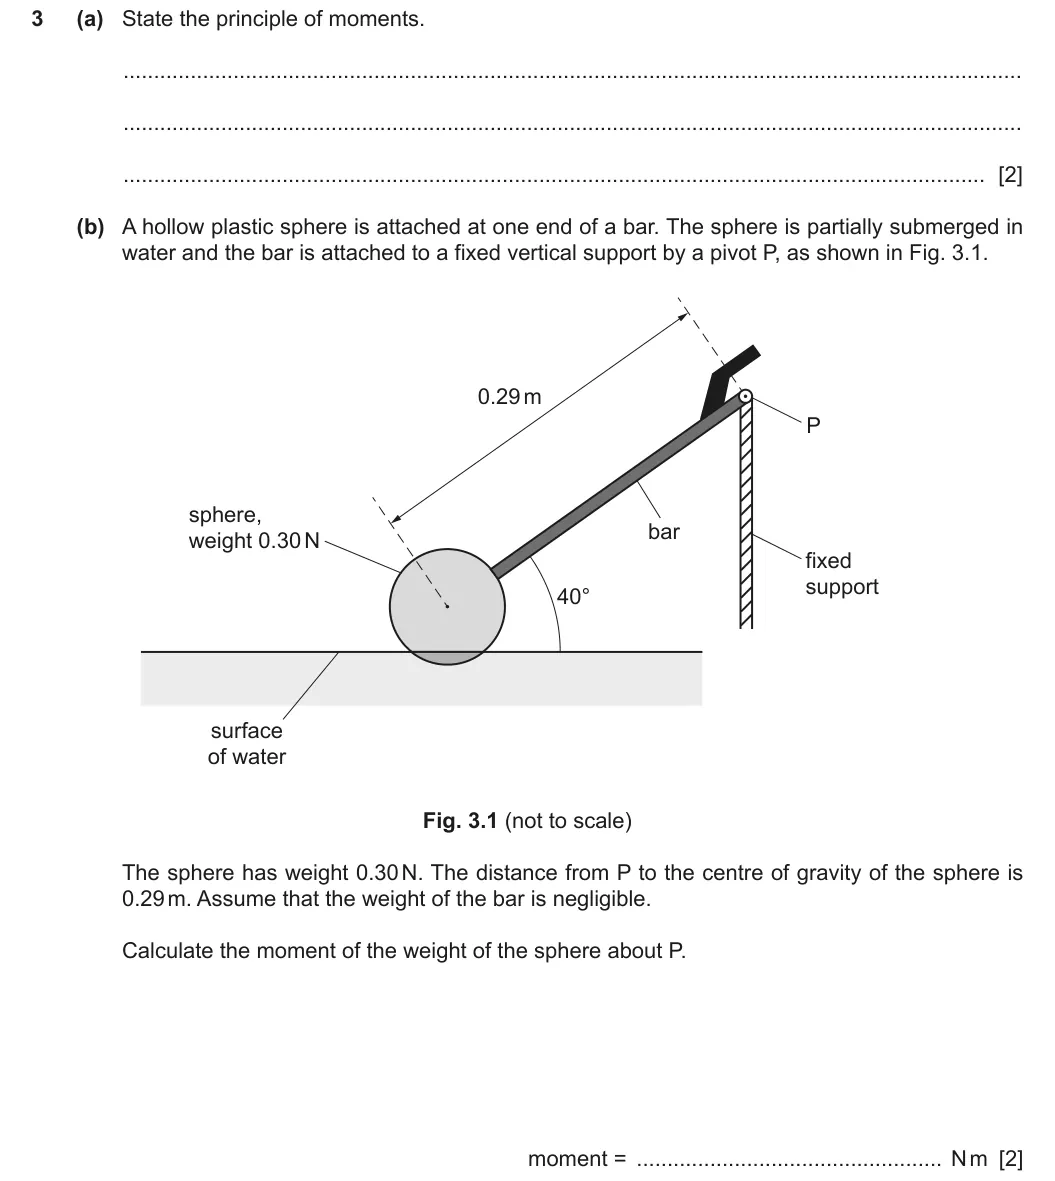 3 (a) State the principle of moments.
..........................................................................................................................................................
..........................................................................................................................................................
.................................................................................................................................................... [2]
(b) A hollow plastic sphere is attached at one end of a bar. The sphere is partially submerged in
water and the bar is attached to a fixed vertical support by a pivot P, as shown in Fig. 3.1.
0.29 m
P
sphere,
weight 0.30 N
bar
fixed
support
40°
surface
of water
Fig. 3.1 (not to scale)
The sphere has weight 0.30 N. The distance from P to the centre of gravity of the sphere is
0.29 m. Assume that the weight of the bar is negligible.
Calculate the moment of the weight of the sphere about P.
moment = .................................................. N m [2]